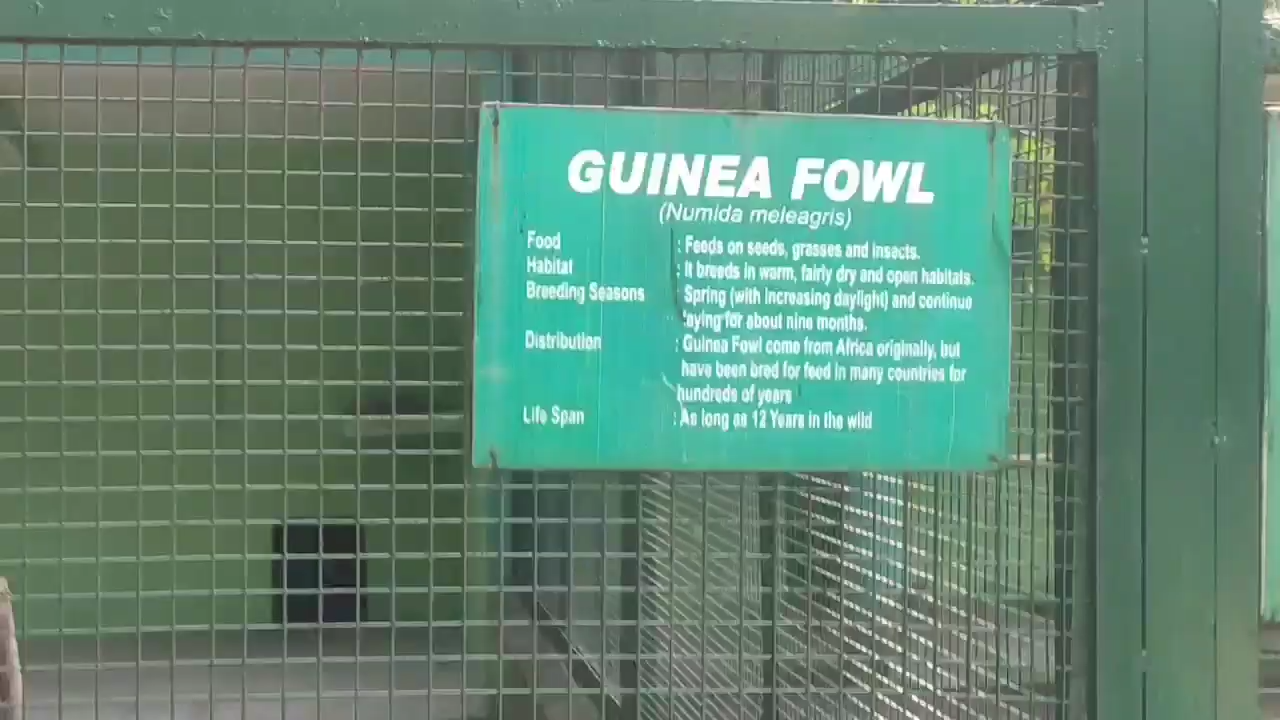 GUINEA FOWL
(Numida meleagris)
Food : Feeds on seeds, grasses and insects.
Habitat : It breeds in warm, fairly dry and open habitats.
Breeding Seasons Spring (with increasing daylight) and continue
laying for about nine months.
Distribution : Guinea Fowl come from Africa originally, but
have been bred for feed in many countries for
hundreds of years
Life Span : As long as 12 Years in the wild